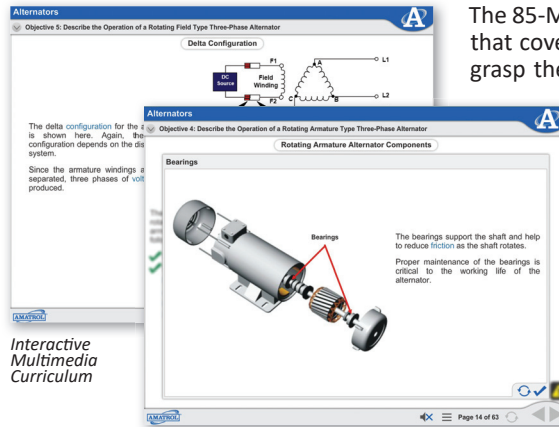 The 85-M
that cove
grasp the
Alternators
Objective 5: Describe the Operation of a Rotating Field Type Three-Phase Alternator
Delta Configuration
DC
Source
F1
Field
Winding
F2
A
C
B
L1
L2
The delta configuration for the a
is shown here. Again, the
configuration depends on the dis
system.
Since the armature windings a
separated, three phases of volt
produced.
AMATROL
Alternators
Objective 4: Describe the Operation of a Rotating Armature Type Three-Phase Alternator
Rotating Armature Alternator Components
Bearings
Bearings
The bearings support the shaft and help
to reduce friction as the shaft rotates.
Proper maintenance of the bearings is
critical to the working life of the
alternator.
AMATROL
Page 14 of 63
Interactive
Multimedia
Curriculum